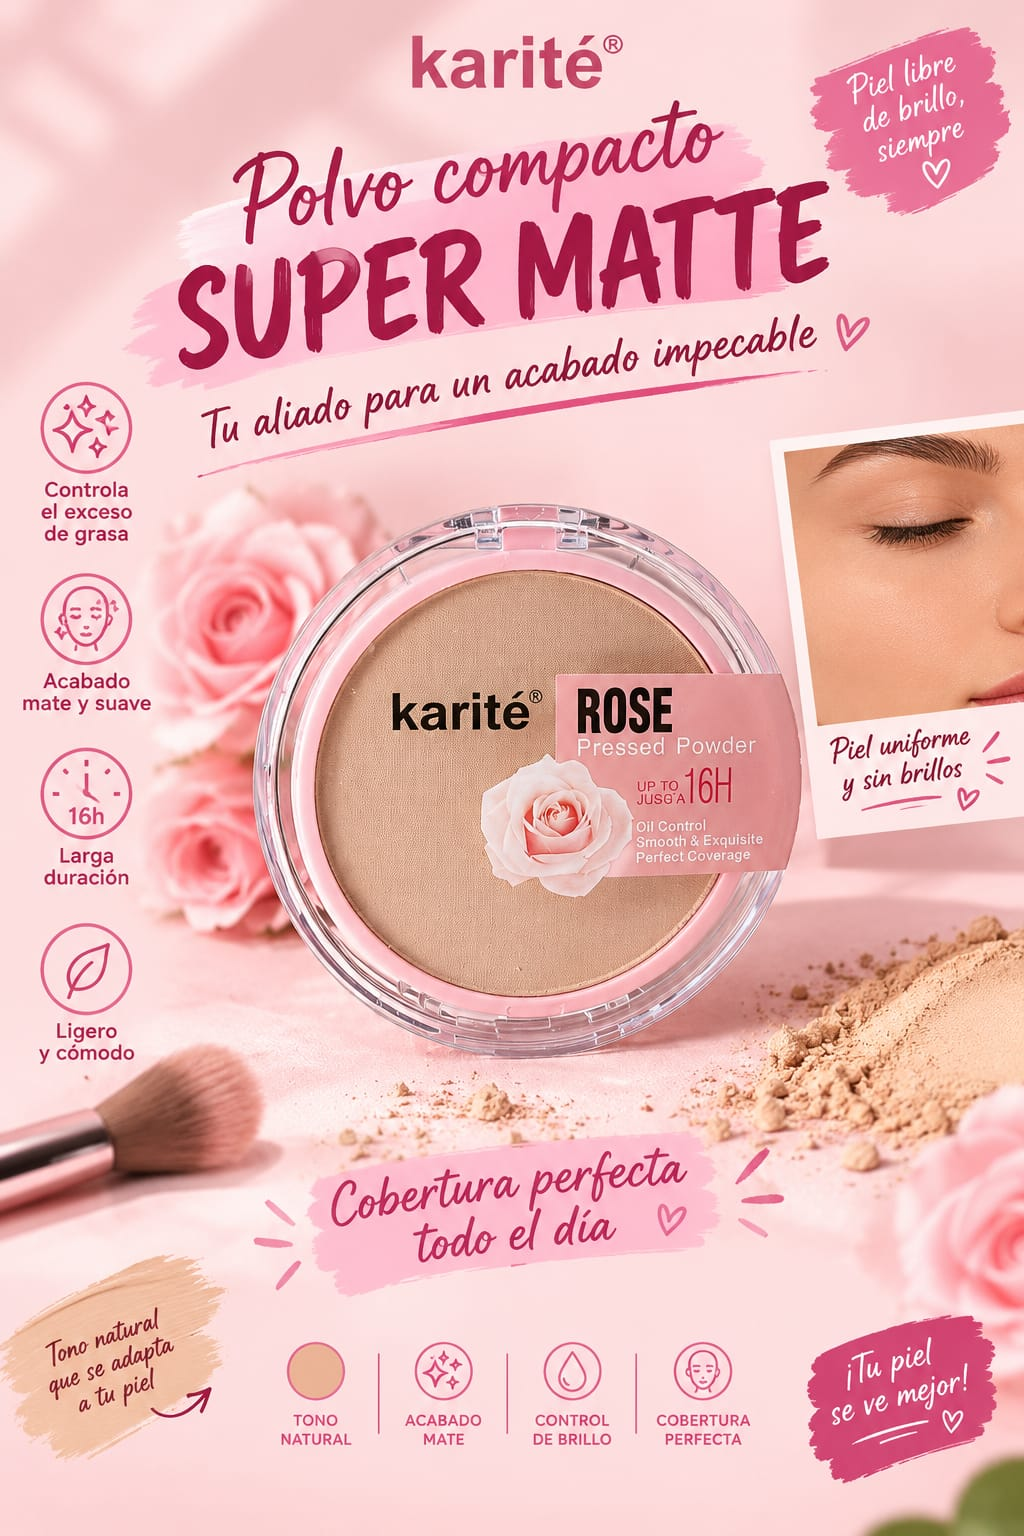 karité®
Piel libre
de brillo,
siempre
Polvo compacto
SUPER MATTE
Tu aliado para un acabado impecable
Controla
el exceso
de grasa
Acabado
mate y suave
16h
Larga
duración
Ligero
y cómodo
karité®
ROSE
Pressed Powder
UP TO
JUSG'A
16H
Oil Control
Smooth & Exquisite
Perfect Coverage
Piel uniforme
y sin brillos
Cobertura perfecta
todo el día
Tono natural
que se adapta
a tu piel
TONO
NATURAL
ACABADO
MATE
CONTROL
DE BRILLO
COBERTURA
PERFECTA
¡Tu piel
se ve mejor!